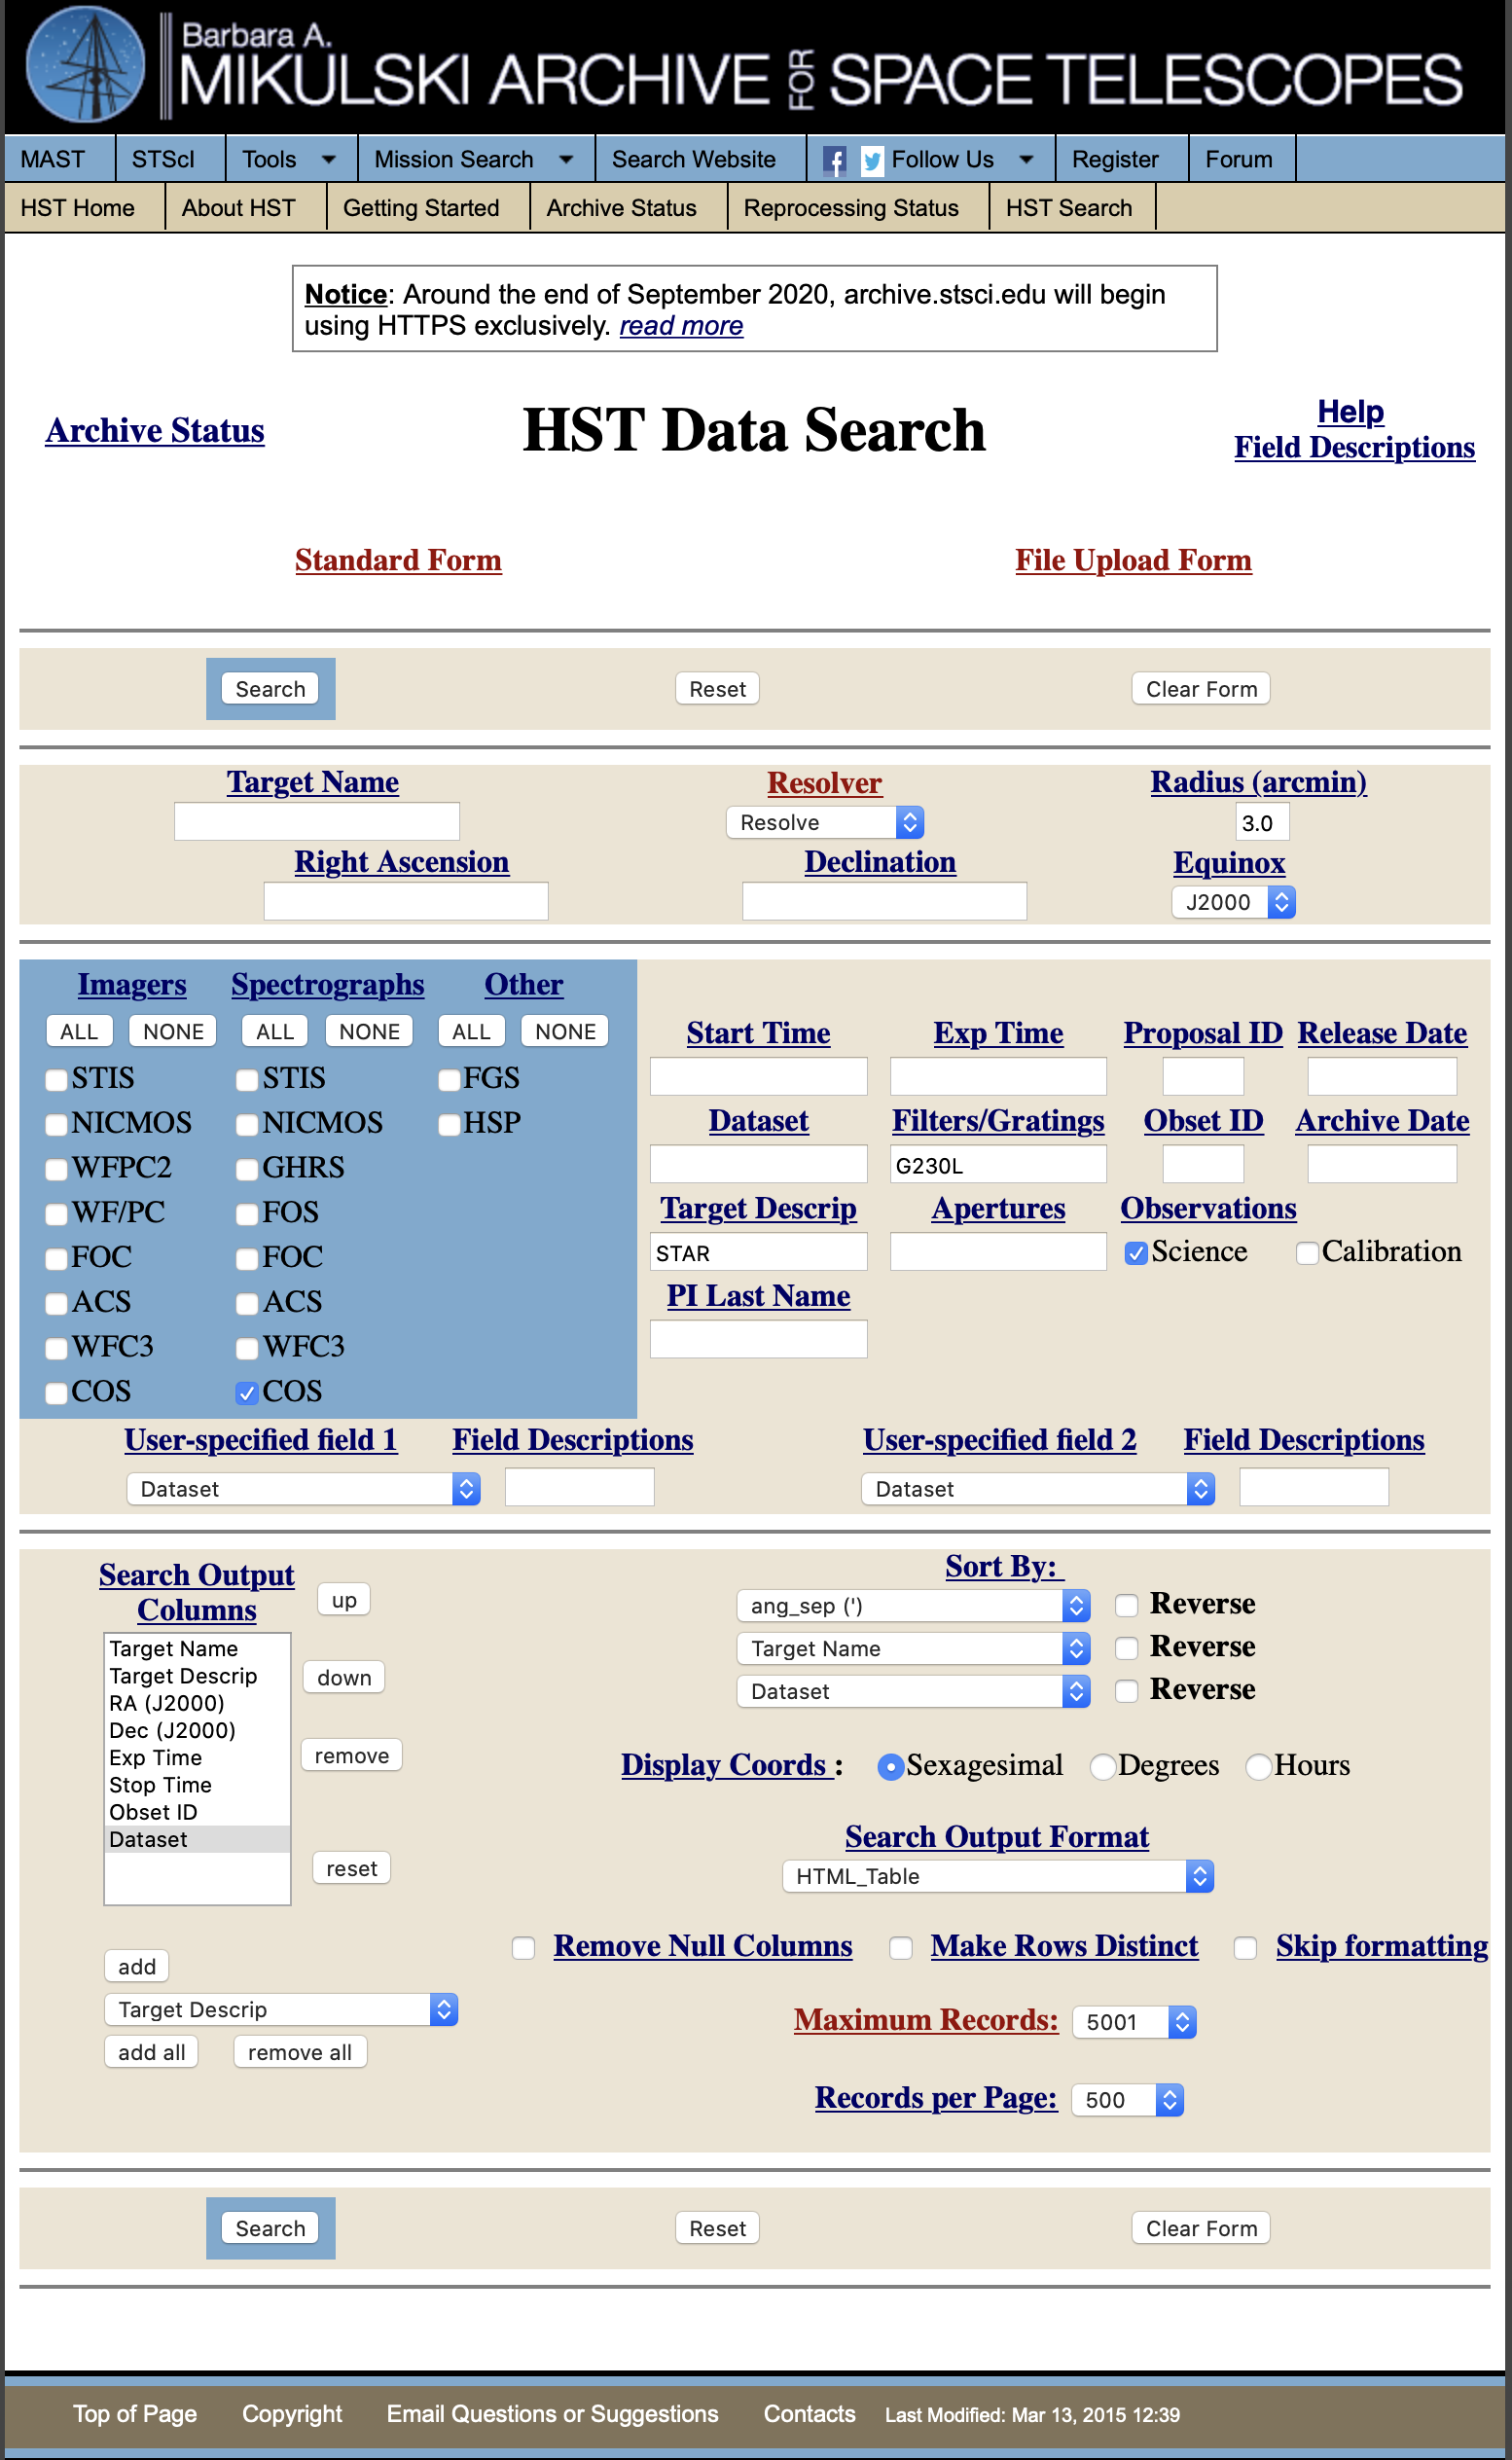 Barbara A.
MIKULSKI ARCHIVE FOR SPACE TELESCOPES
MAST STScI Tools Mission Search Search Website Follow Us Register Forum
HST Home About HST Getting Started Archive Status Reprocessing Status HST Search
Notice: Around the end of September 2020, archive.stsci.edu will begin
using HTTPS exclusively. read more
Archive Status HST Data Search Help
Field Descriptions
Standard Form File Upload Form
Search Reset Clear Form
Target Name Resolver Radius (arcmin)
Resolve 3.0
Right Ascension Declination Equinox
J2000
Imagers Spectrographs Other
ALL NONE ALL NONE ALL NONE
STIS STIS FGS
NICMOS NICMOS HSP
WFPC2 GHRS
WF/PC FOS
FOC FOC
ACS ACS
WFC3 WFC3
COS COS
Start Time Exp Time Proposal ID Release Date
Dataset Filters/Gratings Obset ID Archive Date
G230L
Target Descrip Apertures Observations
STAR Science Calibration
PI Last Name
User-specified field 1 Field Descriptions User-specified field 2 Field Descriptions
Dataset Dataset
Search Output
Columns
up
Target Name
Target Descrip
RA (J2000)
Dec (J2000)
Exp Time
Stop Time
Obset ID
Dataset
down
remove
reset
add
Target Descrip
add all remove all
Sort By:
ang_sep (') Reverse
Target Name Reverse
Dataset Reverse
Display Coords : Sexagesimal Degrees Hours
Search Output Format
HTML_Table
Remove Null Columns Make Rows Distinct Skip formatting
Maximum Records: 5001
Records per Page: 500
Search Reset Clear Form
Top of Page Copyright Email Questions or Suggestions Contacts Last Modified: Mar 13, 2015 12:39